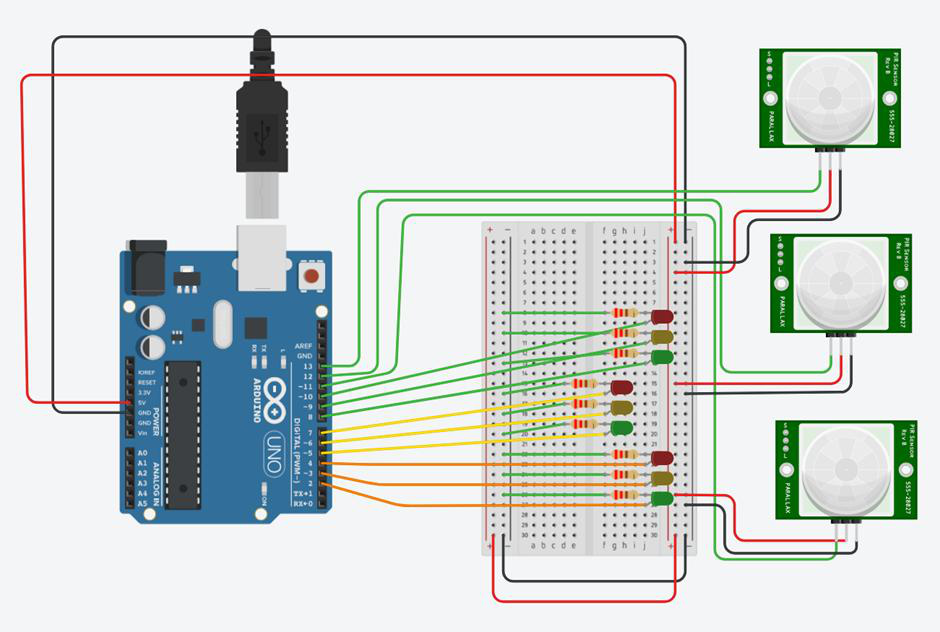 PIR SENSOR
Rev B
555-28027
PARALLAX
S
L
PIR SENSOR
Rev B
555-28027
PARALLAX
S
L
PIR SENSOR
Rev B
555-28027
PARALLAX
S
L
IOREF
RESET
3.3V
5V
GND
GND
Vin
POWER
A0
A1
A2
A3
A4
A5
ANALOG IN
RX
TX
L
ARDUINO
UNO
ON
AREF
GND
13
12
~11
~10
~9
8
7
~6
~5
4
~3
2
TX→1
RX←0
DIGITAL (PWM~)
+ - a b c d e f g h i j + -
+ - a b c d e f g h i j + -